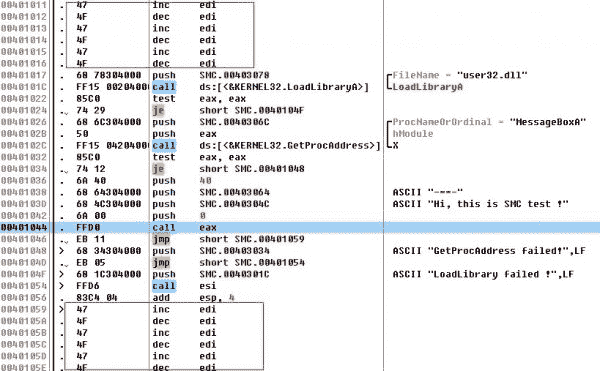 00401011 . 47 inc edi
00401012 . 4F dec edi
00401013 . 47 inc edi
00401014 . 4F dec edi
00401015 . 47 inc edi
00401016 . 4F dec edi
00401017 . 68 78304000 push SMC.00403078 FileName = "user32.dll"
0040101C . FF15 00204000 call ds:[<&KERNEL32.LoadLibraryA>] LoadLibraryA
00401022 . 85C0 test eax, eax
00401024 . 74 29 je short SMC.0040104F
00401026 . 68 6C304000 push SMC.0040306C ProcNameOrOrdinal = "MessageBoxA"
0040102B . 50 push eax hModule
0040102C . FF15 04204000 call ds:[<&KERNEL32.GetProcAddress>] X
00401032 . 85C0 test eax, eax
00401034 . 74 12 je short SMC.00401048
00401036 . 6A 40 push 40
00401038 . 68 64304000 push SMC.00403064 ASCII "-==-"
0040103D . 68 4C304000 push SMC.0040304C ASCII "Hi, this is SMC test !"
00401042 . 6A 00 push 0
00401044 . FFD0 call eax
00401046 . EB 11 jmp short SMC.00401059
00401048 > 68 34304000 push SMC.00403034 ASCII "GetProcAddress failed!",LF
0040104D . EB 05 jmp short SMC.00401054
0040104F > 68 1C304000 push SMC.0040301C ASCII "LoadLibrary failed !",LF
00401054 > FFD6 call esi
00401056 . 83C4 04 add esp, 4
00401059 > 47 inc edi
0040105A . 4F dec edi
0040105B . 47 inc edi
0040105C . 4F dec edi
0040105D . 47 inc edi
0040105E . 4F dec edi